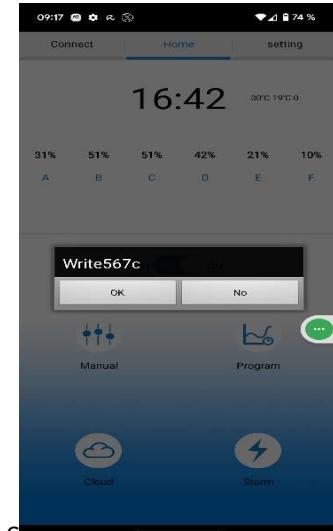 09:17 74 %
Connect Home setting
16:42 30°C 19°C 0
31% 51% 51% 42% 21% 10%
A B C D E F
Write567c
OK No
Manual Program
Cloud Storm